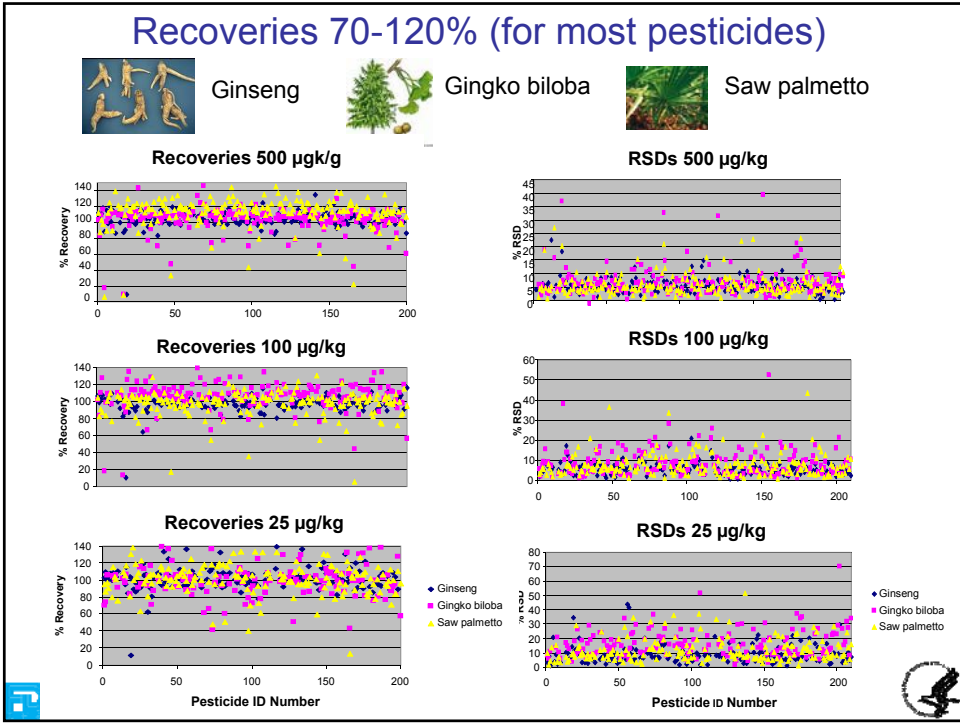 Recoveries 70-120% (for most pesticides)
Ginseng
Gingko biloba
Saw palmetto
Recoveries 500 µgk/g
% Recovery
140
120
100
80
60
40
20
0
0 50 100 150 200
RSDs 500 µg/kg
% RSD
45
40
35
30
25
20
15
10
5
0
Recoveries 100 µg/kg
% Recovery
140
120
100
80
60
40
20
0
RSDs 100 µg/kg
% RSD
60
50
40
30
20
10
0
0 50 100 150 200
Recoveries 25 µg/kg
% Recovery
140
120
100
80
60
40
20
0
0 50 100 150 200
Pesticide ID Number
Ginseng
Gingko biloba
Saw palmetto
RSDs 25 µg/kg
% RSD
80
70
60
50
40
30
20
10
0
0 50 100 150 200
Pesticide ID Number
Ginseng
Gingko biloba
Saw palmetto